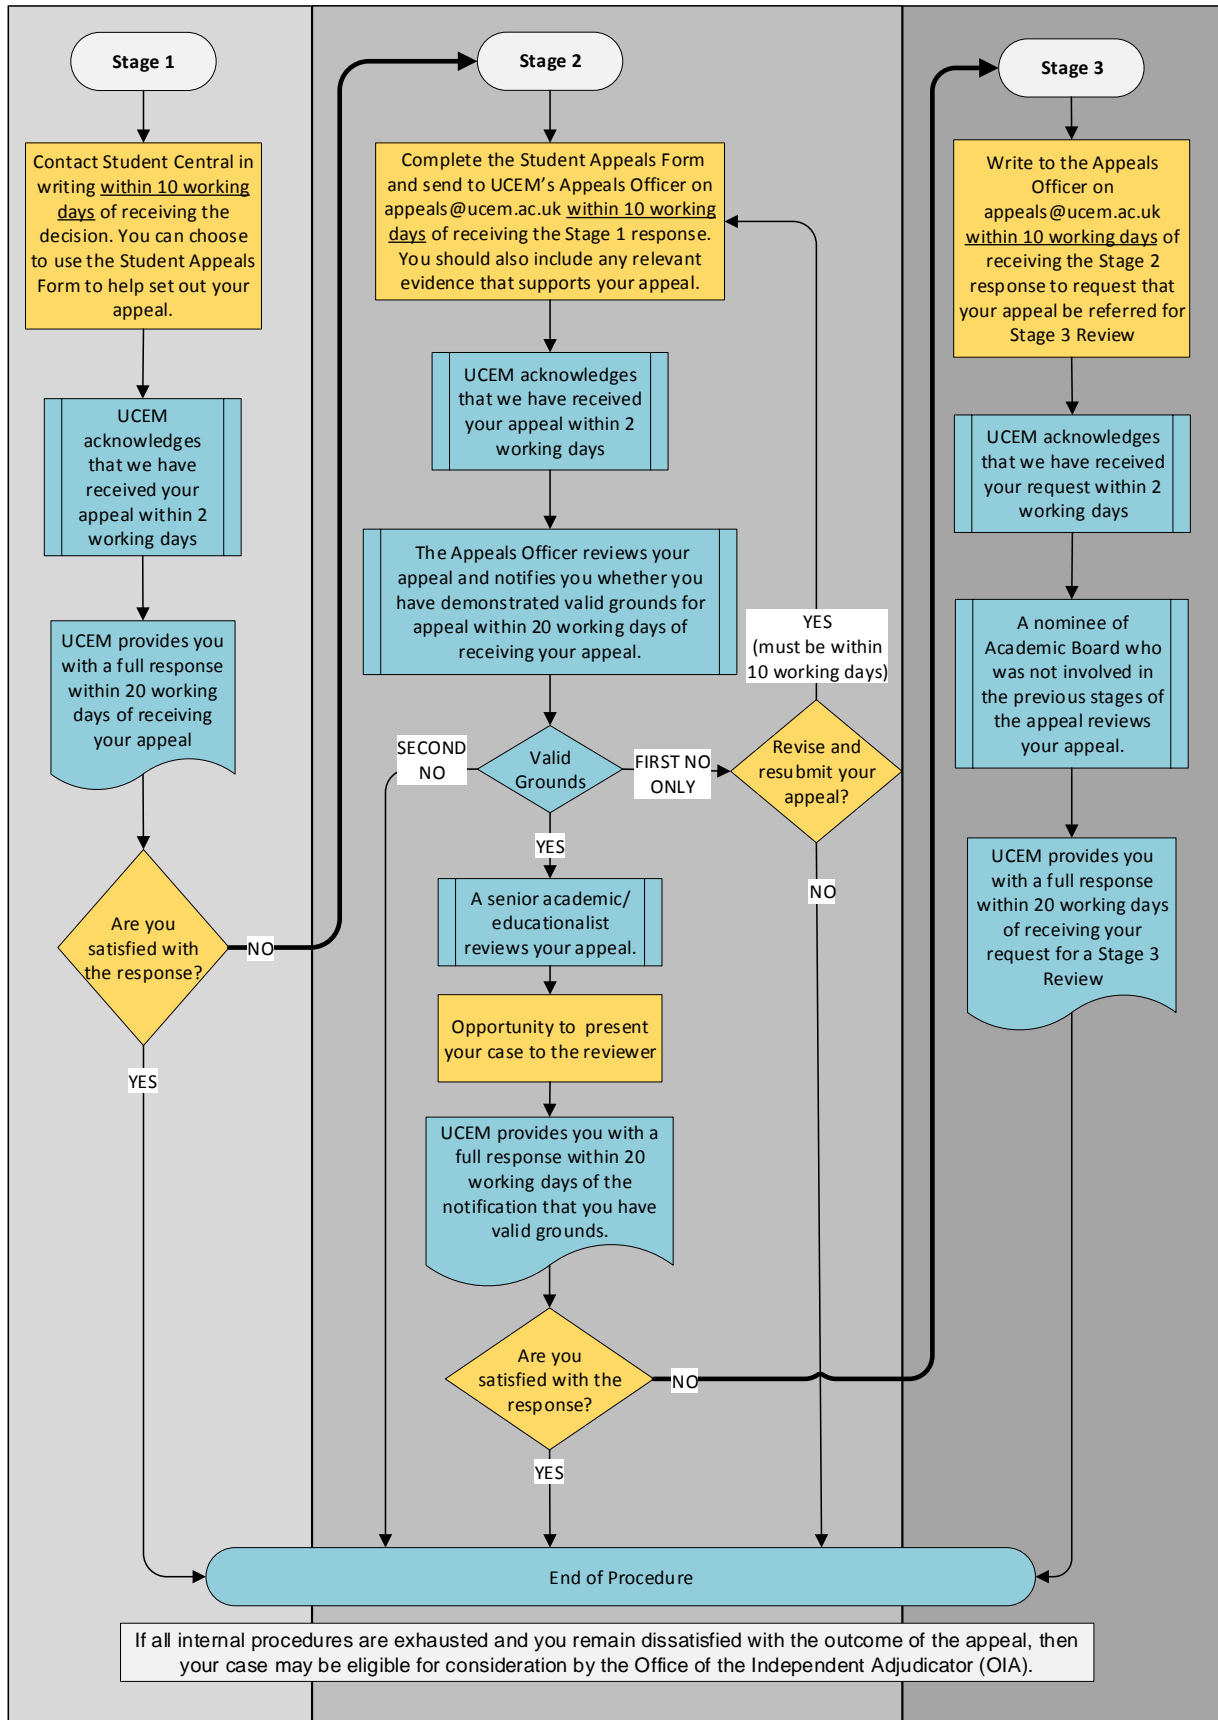 Stage 1
Contact Student Central in
writing within 10 working
days of receiving the
decision. You can choose
to use the Student Appeals
Form to help set out your
appeal.
UCEM
acknowledges
that we have
received your
appeal within 2
working days
UCEM provides you
with a full response
within 20 working
days of receiving
your appeal
Are you
satisfied with
the response?
NO
YES
Stage 2
Complete the Student Appeals Form
and send to UCEM's Appeals Officer on
appeals@ucem.ac.uk within 10 working
days of receiving the Stage 1 response.
You should also include any relevant
evidence that supports your appeal.
UCEM acknowledges
that we have received
your appeal within 2
working days
The Appeals Officer reviews your
appeal and notifies you whether you
have demonstrated valid grounds for
appeal within 20 working days of
receiving your appeal.
Valid
Grounds
SECOND
NO
FIRST NO
ONLY
YES
Revise and
resubmit your
appeal?
YES
(must be within
10 working days)
NO
A senior academic/
educationalist
reviews your appeal.
Opportunity to present
your case to the reviewer
UCEM provides you with a
full response within 20
working days of the
notification that you have
valid grounds.
Are you
satisfied with the
response?
NO
YES
Stage 3
Write to the Appeals
Officer on
appeals@ucem.ac.uk
within 10 working days of
receiving the Stage 2
response to request that
your appeal be referred for
Stage 3 Review
UCEM acknowledges
that we have received
your request within 2
working days
A nominee of
Academic Board who
was not involved in
the previous stages of
the appeal reviews
your appeal.
UCEM provides you
with a full response
within 20 working days
of receiving your
request for a Stage 3
Review
End of Procedure
If all internal procedures are exhausted and you remain dissatisfied with the outcome of the appeal, then
your case may be eligible for consideration by the Office of the Independent Adjudicator (OIA).